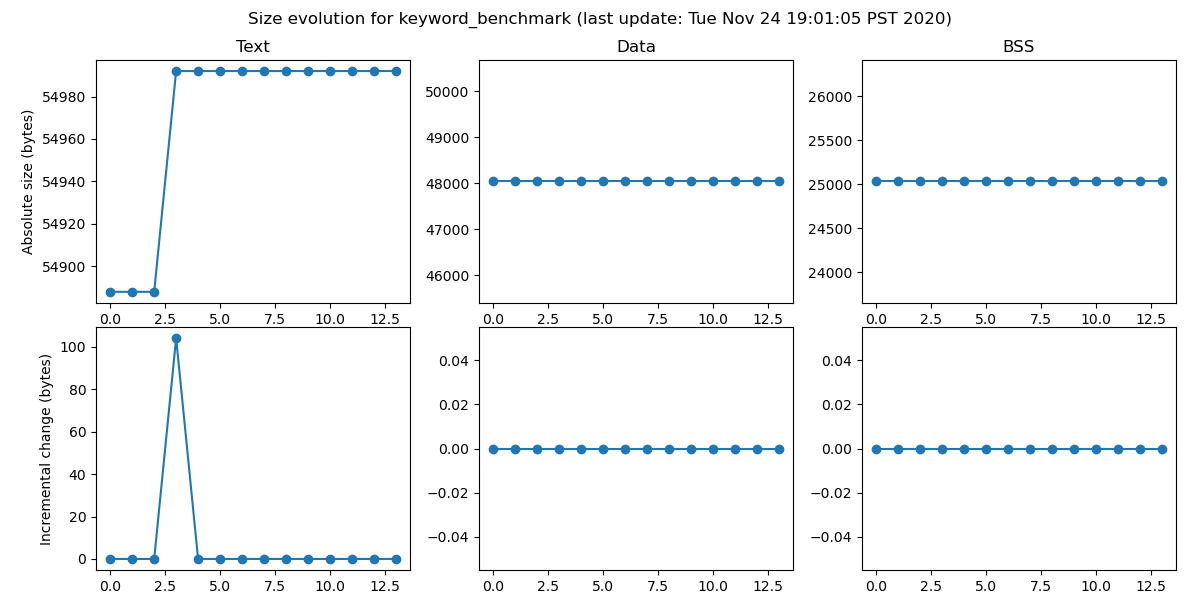 Size evolution for keyword_benchmark (last update: Tue Nov 24 19:01:05 PST 2020)
Text
Data
BSS
Absolute size (bytes)
54980
54960
54940
54920
54900
0.0 2.5 5.0 7.5 10.0 12.5
50000
49000
48000
47000
46000
0.0 2.5 5.0 7.5 10.0 12.5
26000
25500
25000
24500
24000
0.0 2.5 5.0 7.5 10.0 12.5
Incremental change (bytes)
100
80
60
40
20
0
0.0 2.5 5.0 7.5 10.0 12.5
0.04
0.02
0.00
−0.02
−0.04
0.0 2.5 5.0 7.5 10.0 12.5
0.04
0.02
0.00
−0.02
−0.04
0.0 2.5 5.0 7.5 10.0 12.5